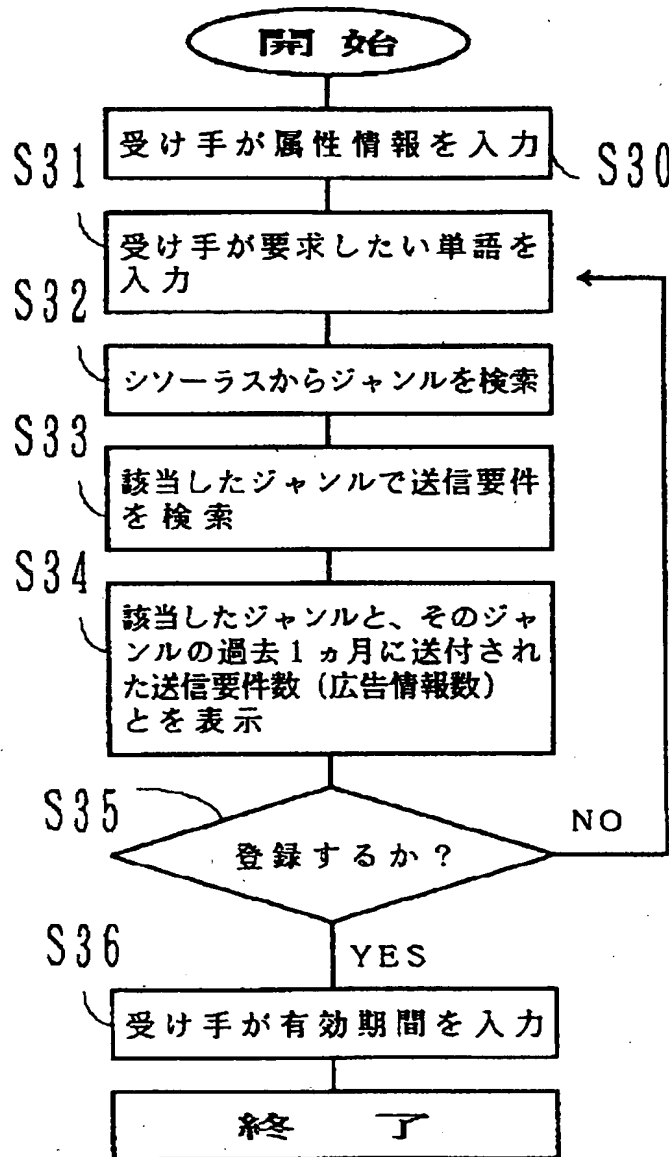 開始
受け手が属性情報を入力
S30
S31
受け手が要求したい単語を
入力
S32
シソーラスからジャンルを検索
S33
該当したジャンルで送信要件
を検索
S34
該当したジャンルと、そのジャ
ンルの過去1ヵ月に送付され
た送信要件数（広告情報数）
とを表示
S35
登録するか？
NO
YES
S36
受け手が有効期間を入力
終了